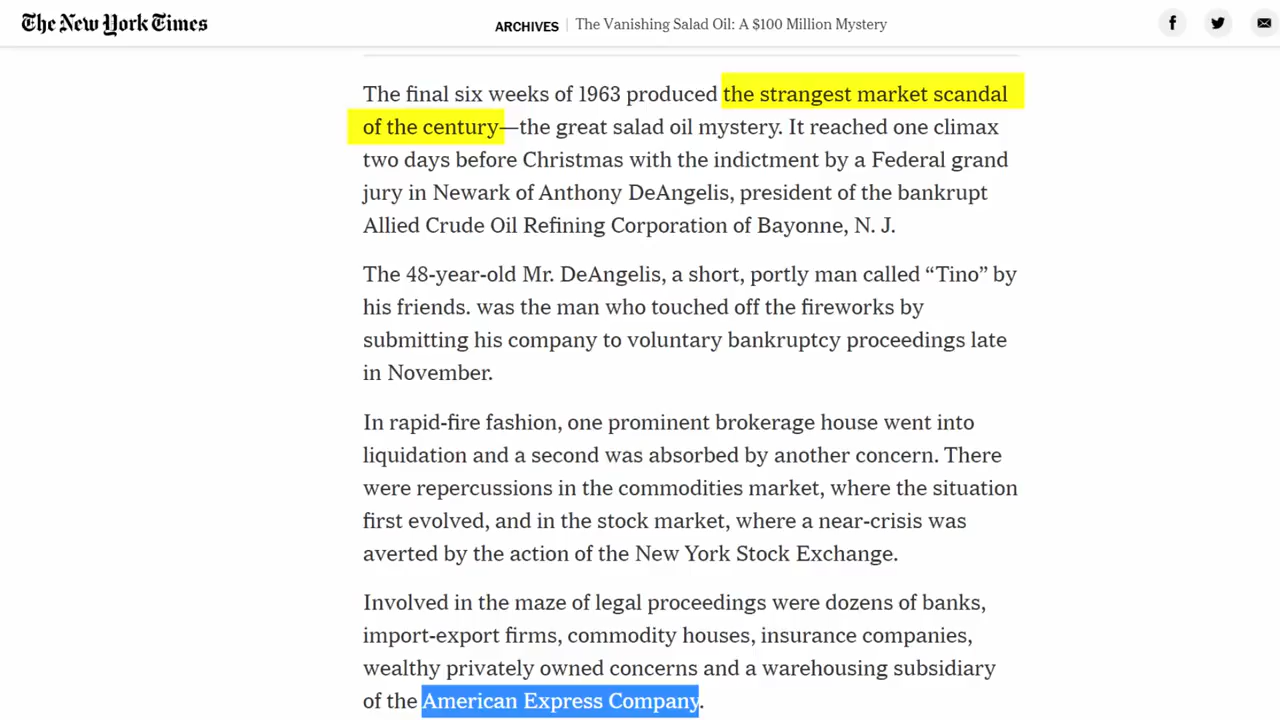 The New York Times
ARCHIVES | The Vanishing Salad Oil: A $100 Million Mystery
The final six weeks of 1963 produced the strangest market scandal
of the century—the great salad oil mystery. It reached one climax
two days before Christmas with the indictment by a Federal grand
jury in Newark of Anthony DeAngelis, president of the bankrupt
Allied Crude Oil Refining Corporation of Bayonne, N. J.
The 48-year-old Mr. DeAngelis, a short, portly man called “Tino” by
his friends. was the man who touched off the fireworks by
submitting his company to voluntary bankruptcy proceedings late
in November.
In rapid-fire fashion, one prominent brokerage house went into
liquidation and a second was absorbed by another concern. There
were repercussions in the commodities market, where the situation
first evolved, and in the stock market, where a near-crisis was
averted by the action of the New York Stock Exchange.
Involved in the maze of legal proceedings were dozens of banks,
import-export firms, commodity houses, insurance companies,
wealthy privately owned concerns and a warehousing subsidiary
of the American Express Company.